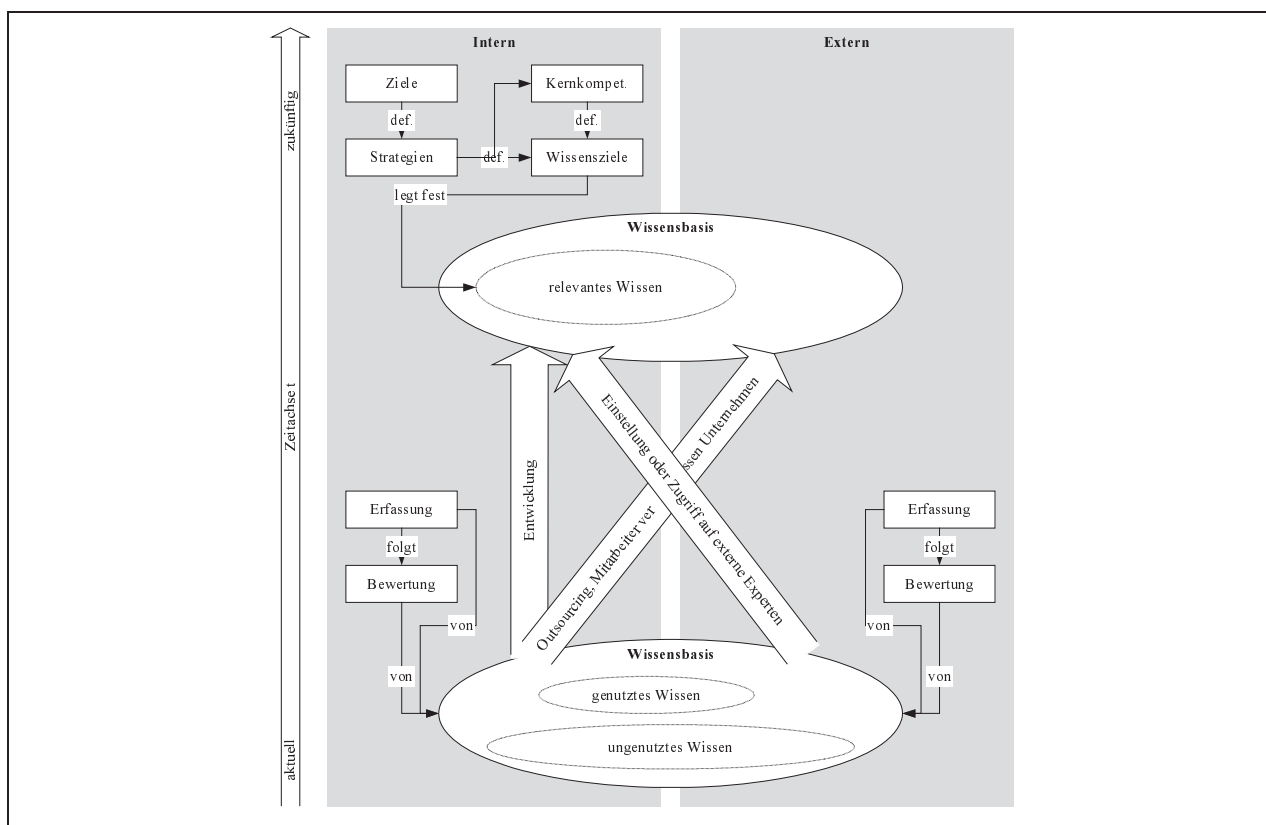 Intern
Extern
zukünftig
Ziele
Kernkompet.
def.
def.
Strategien
def.
Wissensziele
legt fest
Wissensbasis
relevantes Wissen
Zeitachse t
Entwicklung
Einstellung oder Zugriff auf externe Experten
Outsourcing, Mitarbeiter ver
ssen Unternehmen
Erfassung
folgt
Bewertung
von
von
Erfassung
folgt
Bewertung
von
von
Wissensbasis
genutztes Wissen
ungenutztes Wissen
aktuell